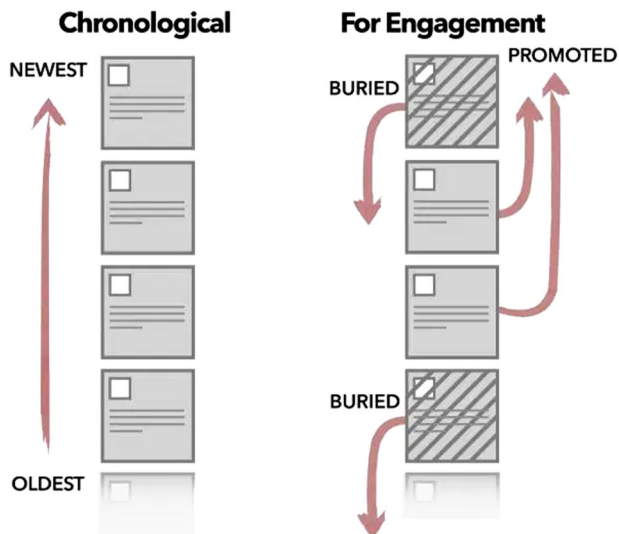 Chronological
For Engagement
NEWEST
OLDEST
BURIED
PROMOTED
BURIED